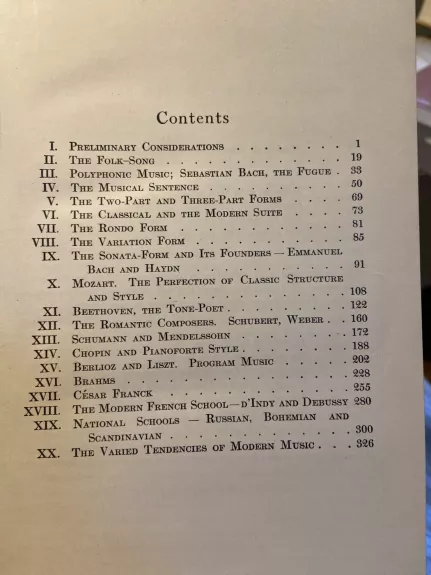 Contents
I. Preliminary Considerations . . . . . . . . 1
II. The Folk-Song . . . . . . . . . . . . 19
III. Polyphonic Music; Sebastian Bach, the Fugue . 33
IV. The Musical Sentence . . . . . . . . . . 50
V. The Two-Part and Three-Part Forms . . . . 69
VI. The Classical and the Modern Suite . . . . 73
VII. The Rondo Form . . . . . . . . . . . 81
VIII. The Variation Form . . . . . . . . . . 85
IX. The Sonata-Form and Its Founders — Emmanuel
Bach and Haydn . . . . . . . . . . 91
X. Mozart. The Perfection of Classic Structure
and Style . . . . . . . . . . . . 108
XI. Beethoven, the Tone-Poet . . . . . . . . 122
XII. The Romantic Composers. Schubert, Weber . . 160
XIII. Schumann and Mendelssohn . . . . . . . 172
XIV. Chopin and Pianoforte Style . . . . . . . 188
XV. Berlioz and Liszt. Program Music . . . . . 202
XVI. Brahms . . . . . . . . . . . . . . 228
XVII. César Franck . . . . . . . . . . . . 255
XVIII. The Modern French School—d'Indy and Debussy 280
XIX. National Schools — Russian, Bohemian and
Scandinavian . . . . . . . . . . . 300
XX. The Varied Tendencies of Modern Music . . . 326